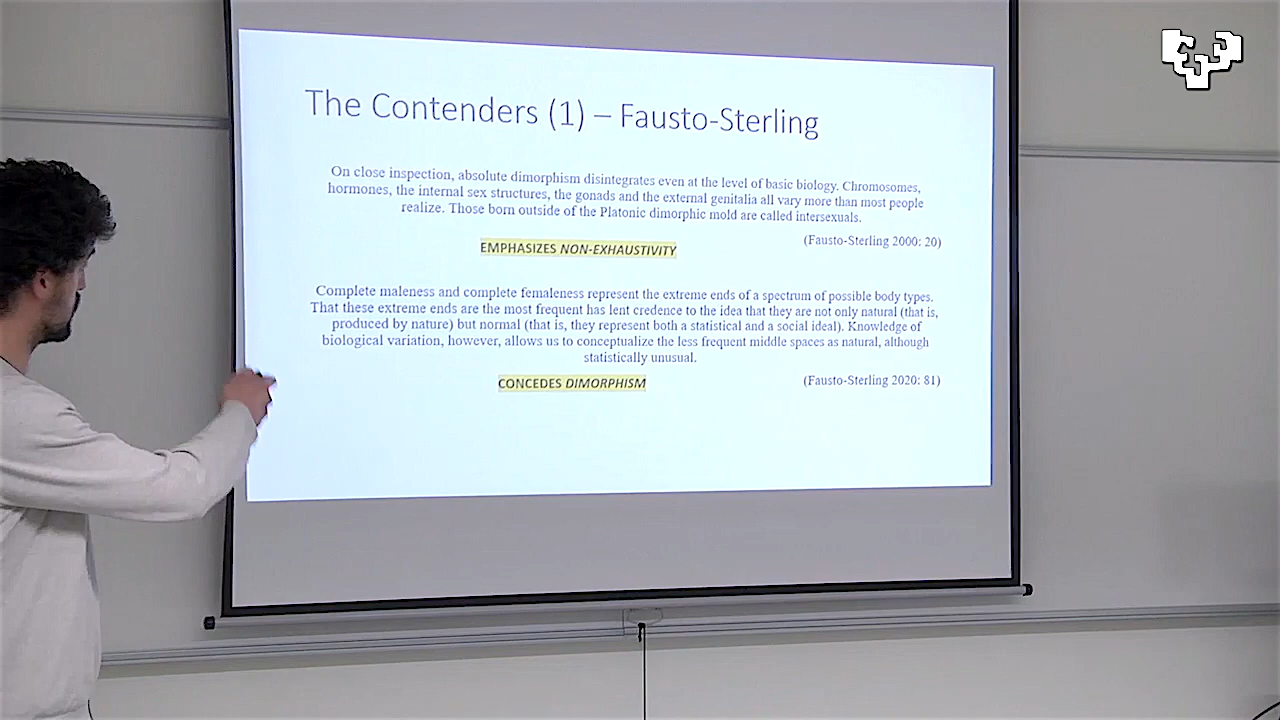 The Contenders (1) – Fausto-Sterling
On close inspection, absolute dimorphism disintegrates even at the level of basic biology. Chromosomes,
hormones, the internal sex structures, the gonads and the external genitalia all vary more than most people
realize. Those born outside of the Platonic dimorphic mold are called intersexuals.
(Fausto-Sterling 2000: 20)
EMPHASIZES NON-EXHAUSTIVITY
Complete maleness and complete femaleness represent the extreme ends of a spectrum of possible body types.
That these extreme ends are the most frequent has lent credence to the idea that they are not only natural (that is,
produced by nature) but normal (that is, they represent both a statistical and a social ideal). Knowledge of
biological variation, however, allows us to conceptualize the less frequent middle spaces as natural, although
statistically unusual.
CONCEDES DIMORPHISM
(Fausto-Sterling 2020: 81)